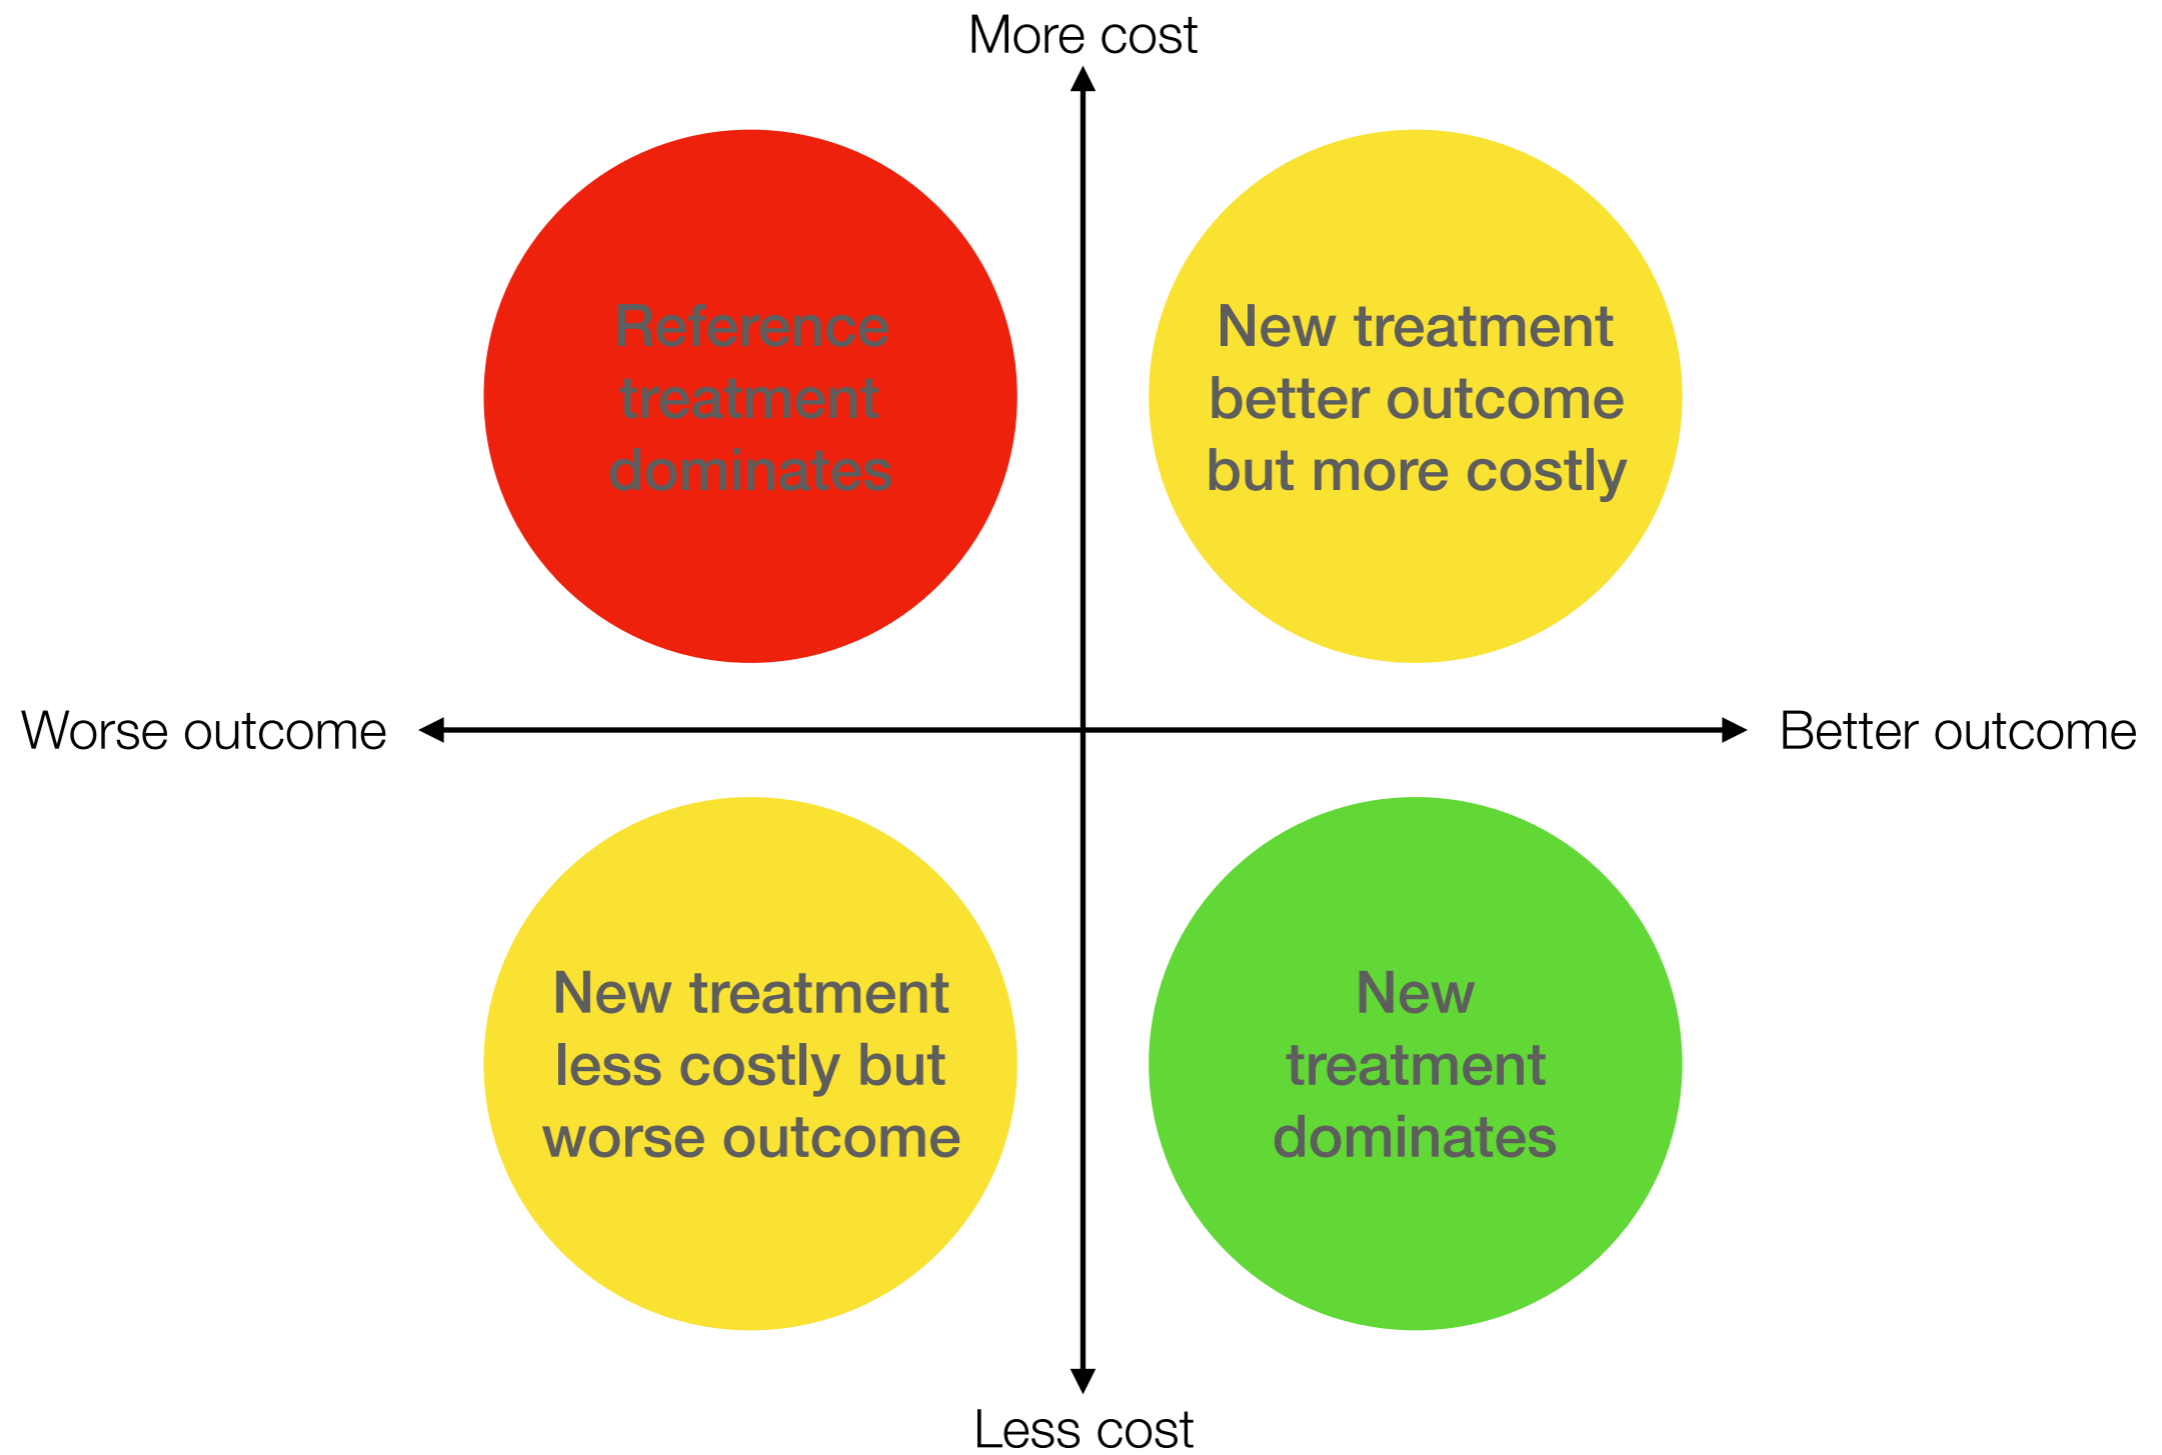 More cost
Reference
treatment
dominates
New treatment
better outcome
but more costly
Worse outcome
Better outcome
New treatment
less costly but
worse outcome
New
treatment
dominates
Less cost